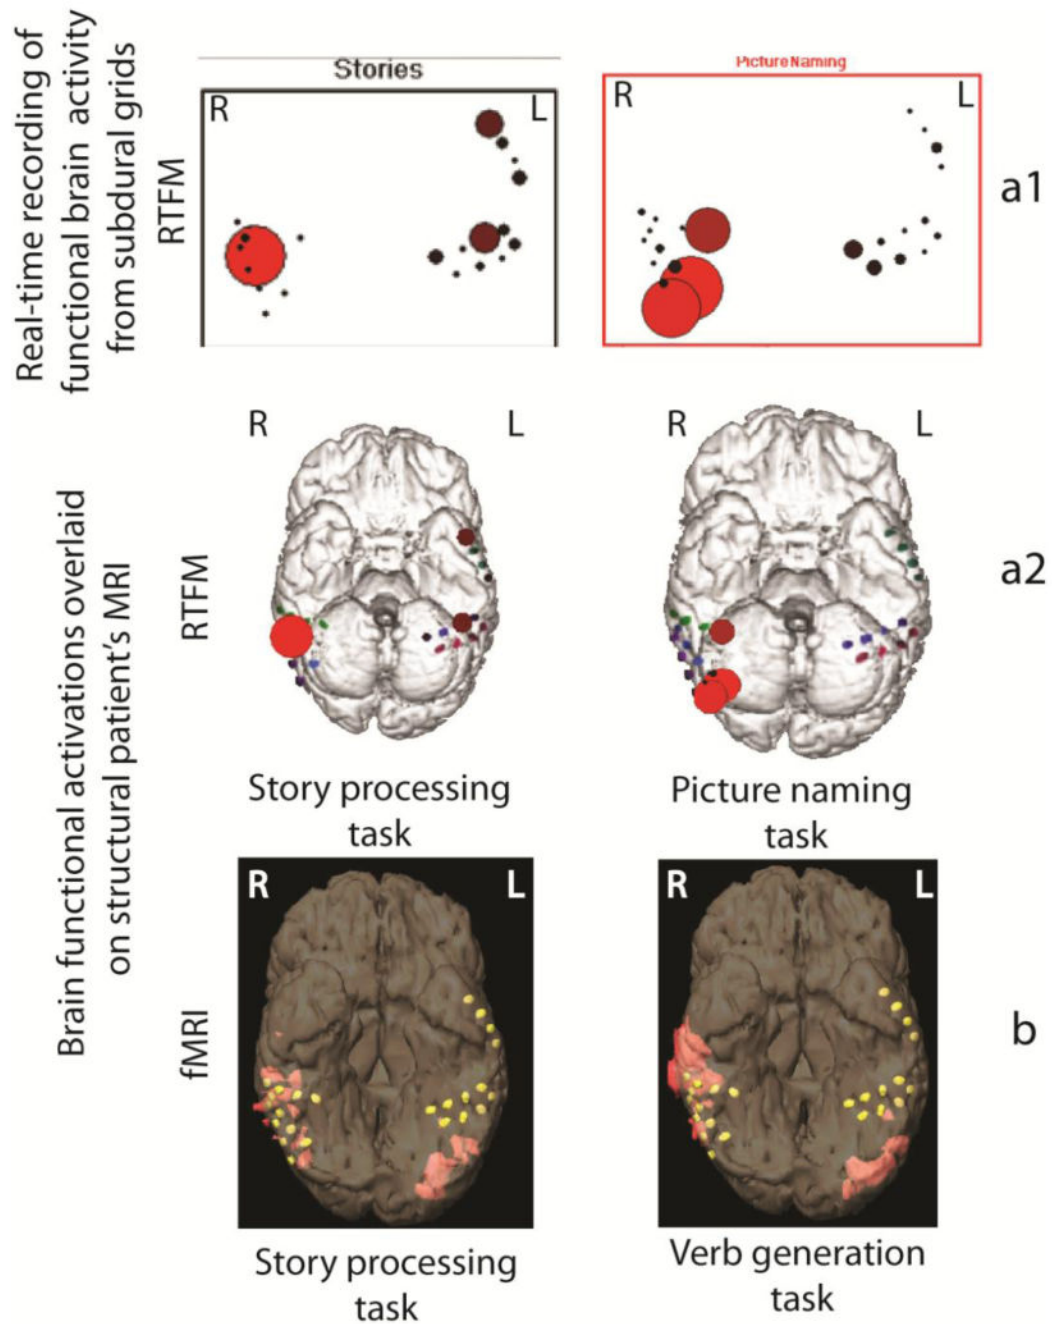 Real-time recording of
functional brain activity
from subdural grids
RTFM
Stories
R L
Picture Naming
R L
a1
Brain functional activations overlaid
on structural patient's MRI
RTFM
R L
R L
a2
Story processing
task
Picture naming
task
fMRI
R L
R L
b
Story processing
task
Verb generation
task